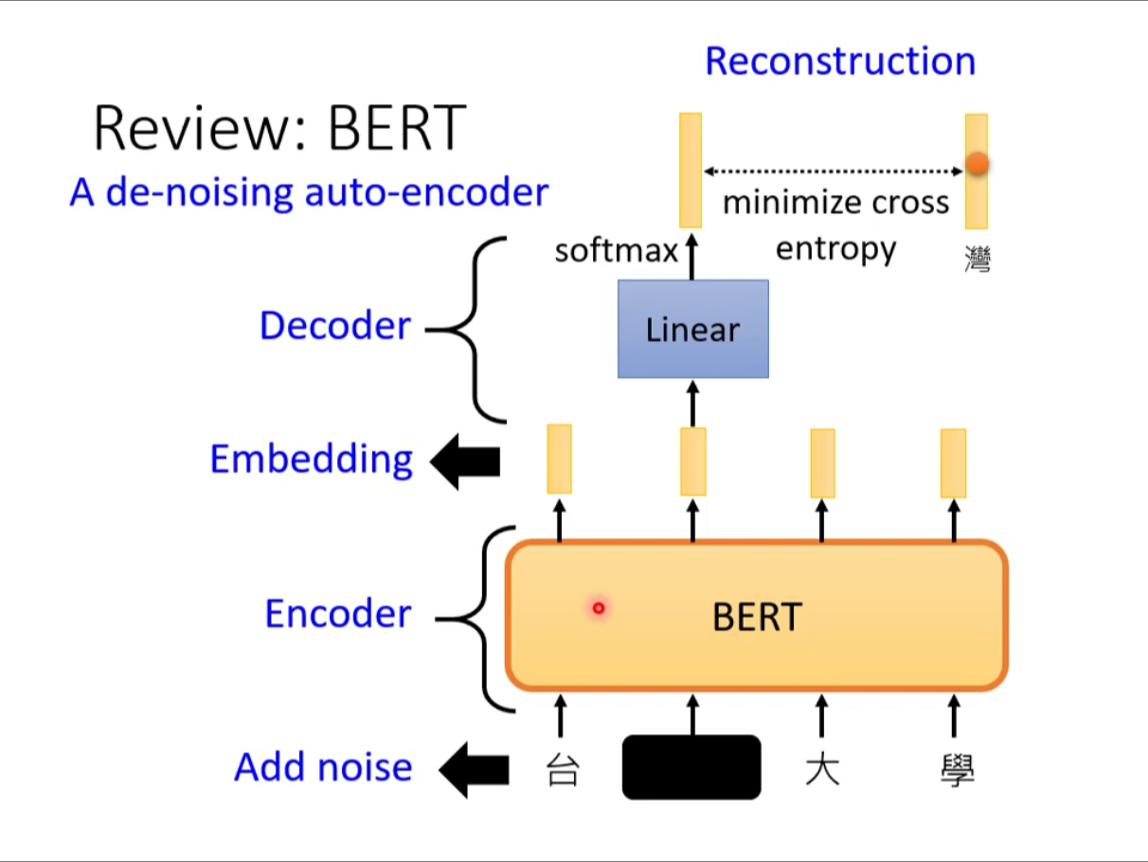 Reconstruction
Review: BERT
A de-noising auto-encoder
minimize cross
entropy
softmax
灣
Decoder
Linear
Embedding
Encoder
BERT
Add noise
台 大 學